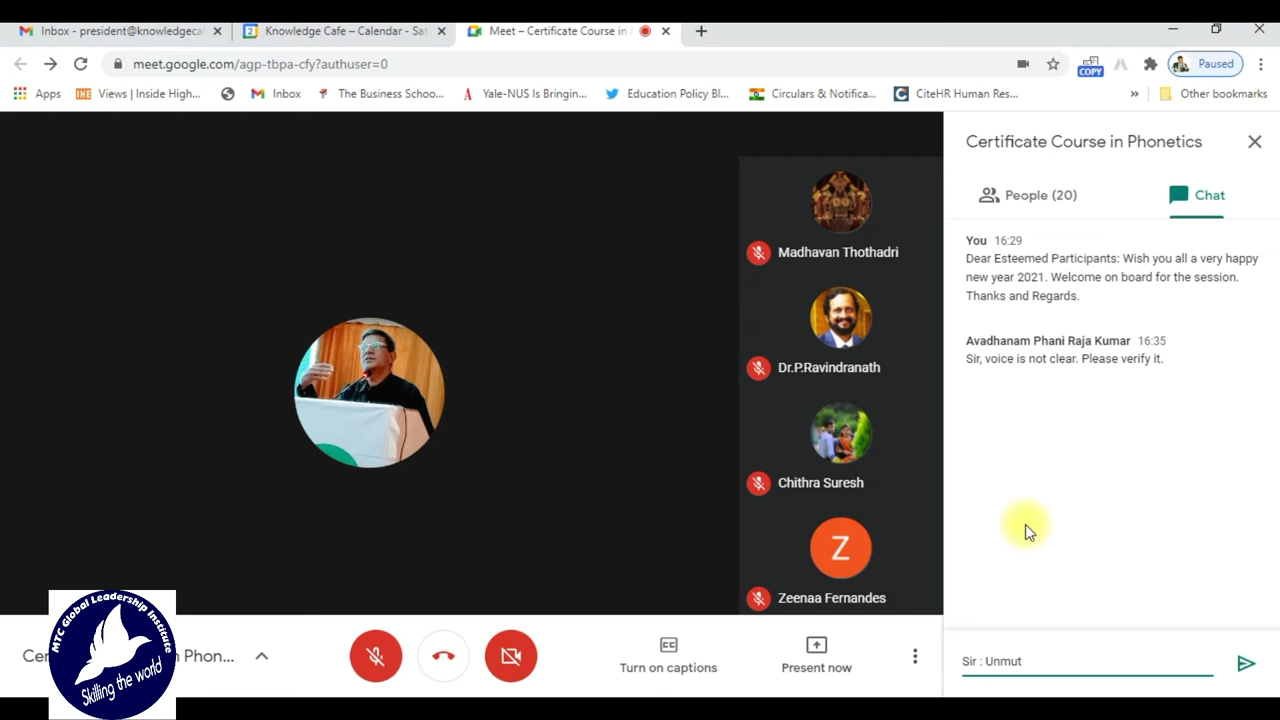 Inbox - president@knowledgeca
Knowledge Cafe – Calendar - Sat
Meet – Certificate Course in
meet.google.com/agp-tbpa-cfy?authuser=0
COPY
Paused
Apps
IHE
Views | Inside High...
Inbox
The Business Schoo...
Yale-NUS Is Bringin...
Education Policy Bl...
Circulars & Notifica...
CiteHR Human Res...
Other bookmarks
Certificate Course in Phonetics
People (20)
Chat
You 16:29
Dear Esteemed Participants: Wish you all a very happy
new year 2021. Welcome on board for the session.
Thanks and Regards.
Avadhanam Phani Raja Kumar 16:35
Sir, voice is not clear. Please verify it.
Madhavan Thothadri
Dr.P.Ravindranath
Chithra Suresh
Z
Zeenaa Fernandes
Cer
n Phon...
CC
Turn on captions
Present now
Sir : Unmut
MTC Global Leadership Institute
Skilling the world